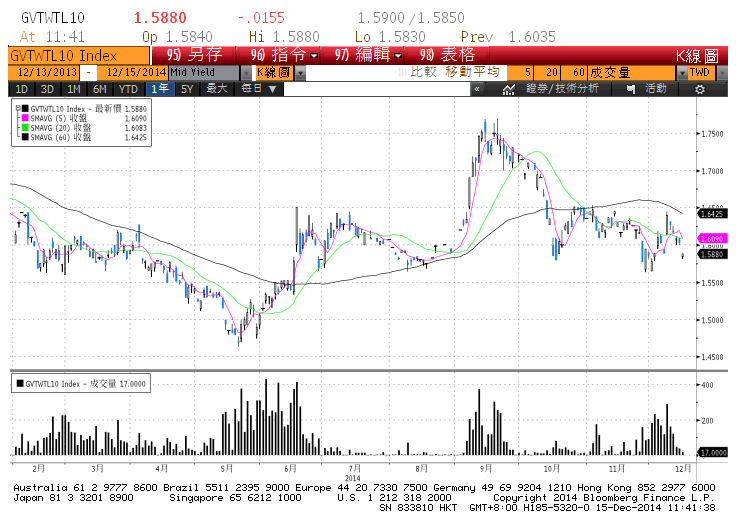 GVTWTL10 1.5880 -.0155 1.5900/1.5850
At 11:41 Op 1.5840 Hi 1.5880 Lo 1.5830 Prev 1.6035
GVTWTL10 Index 95) 另存 96) 指令 97) 編輯 98) 表格 K線圖
12/13/2013 - 12/15/2014 Mid Yield K線圖 比較 移動平均 5 20 60 成交量 TWD
1D 3D 1M 6M YTD 1年 5Y 最大 每日 « 證券/技術分析 活動
GVTWTL10 Index - 最新價 1.5880
SMAVG (5) 收盤 1.6090
SMAVG (20) 收盤 1.6083
SMAVG (60) 收盤 1.6425
1.7500
1.7000
1.6500
1.6425
1.6090
1.6000
1.5880
1.5500
1.5000
1.4500
GVTWTL10 Index - 成交量 17.0000
400
200
17.0000
2月 3月 4月 5月 6月 7月 8月 9月 10月 11月 12月
2014
Australia 61 2 9777 8600 Brazil 5511 2395 9000 Europe 44 20 7330 7500 Germany 49 69 9204 1210 Hong Kong 852 2977 6000
Japan 81 3 3201 8900 Singapore 65 6212 1000 U.S. 1 212 318 2000 Copyright 2014 Bloomberg Finance L.P.
SN 833810 HKT GMT+8:00 H185-5320-0 15-Dec-2014 11:41:38